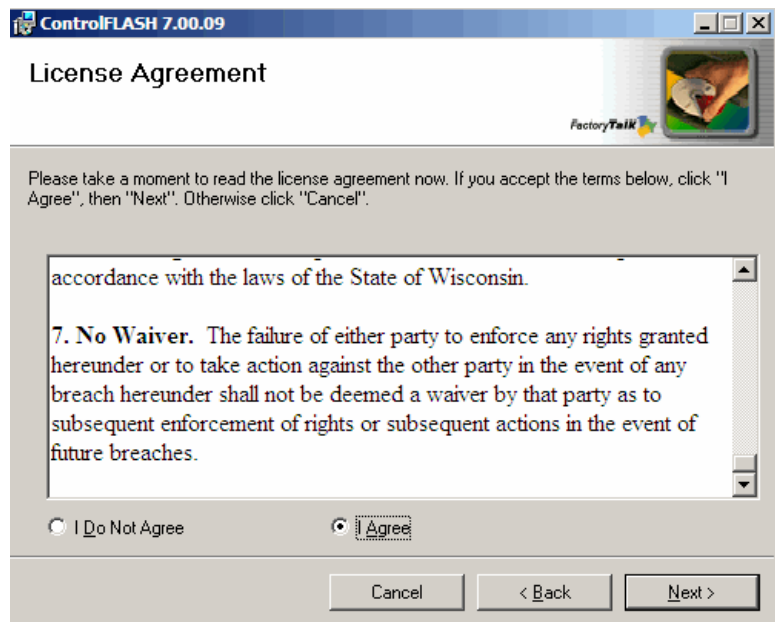 ControlFLASH 7.00.09
License Agreement
FactoryTalk
Please take a moment to read the license agreement now. If you accept the terms below, click "I
Agree", then "Next". Otherwise click "Cancel".
accordance with the laws of the State of Wisconsin.
7. No Waiver. The failure of either party to enforce any rights granted
hereunder or to take action against the other party in the event of any
breach hereunder shall not be deemed a waiver by that party as to
subsequent enforcement of rights or subsequent actions in the event of
future breaches.
I Do Not Agree
I Agree
Cancel
< Back
Next >